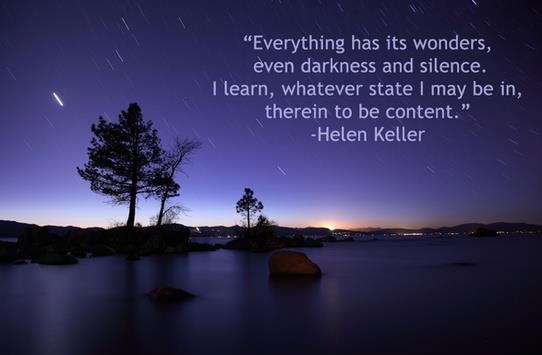 “Everything has its wonders,
even darkness and silence.
I learn, whatever state I may be in,
therein to be content.”
-Helen Keller